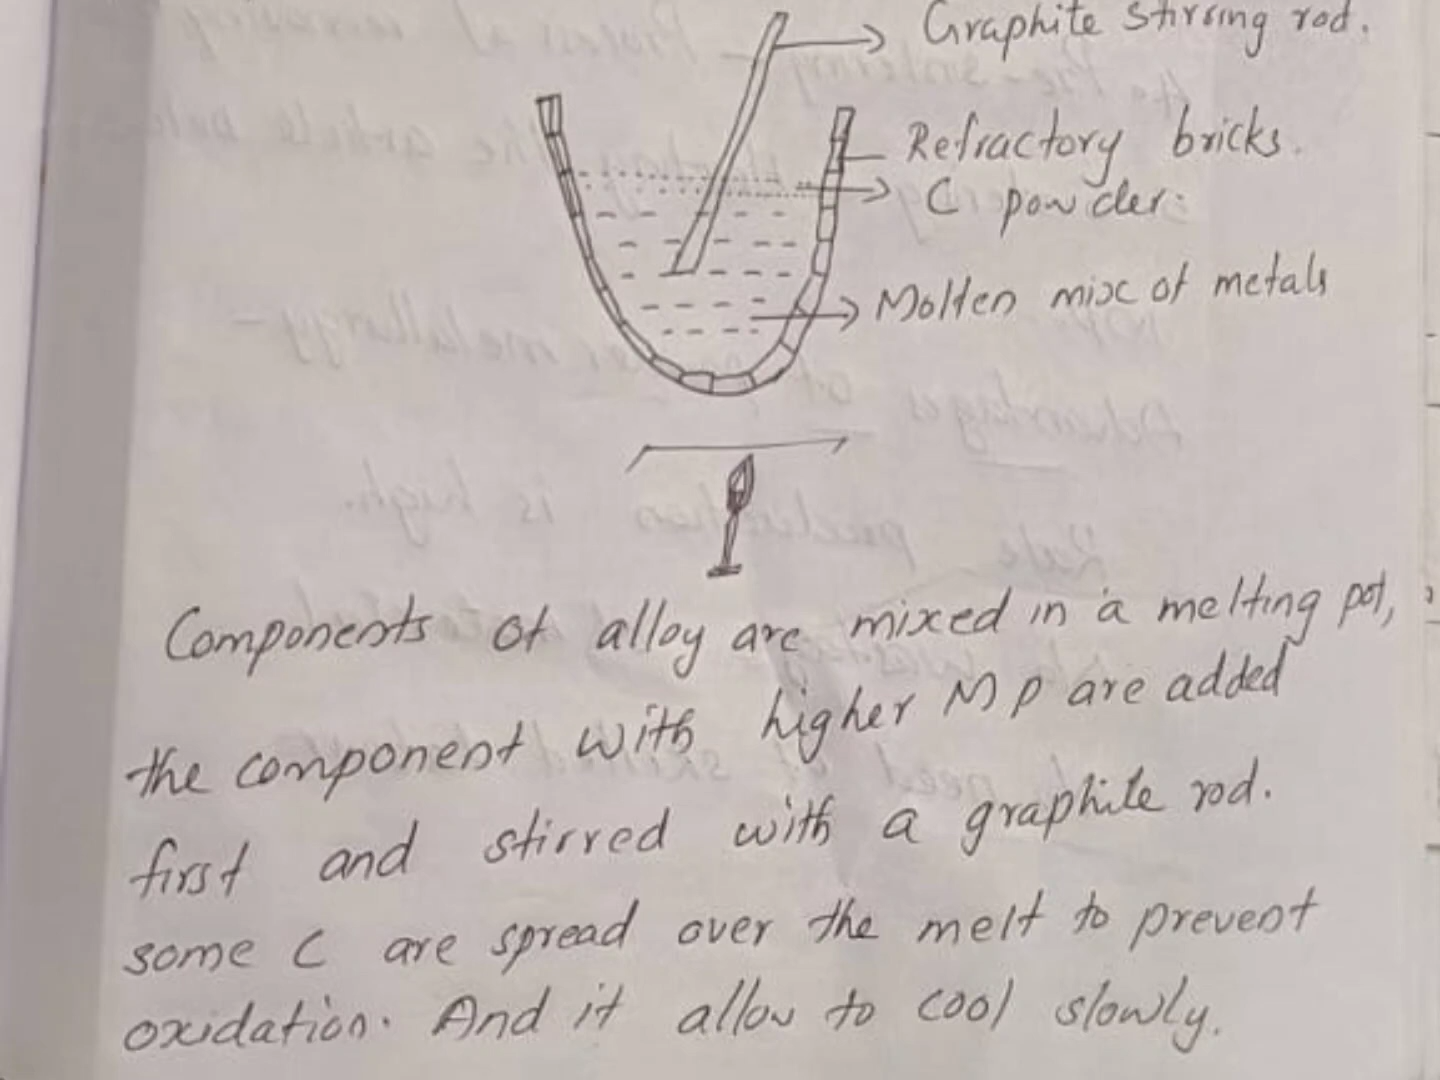 Graphite stirring rod.
Refractory bricks.
C powder.
Molten mix of metals
Components of alloy are mixed in a melting pot,
the component with higher MP are added
first and stirred with a graphite rod.
some C are spread over the melt to prevent
oxidation. And it allow to cool slowly.